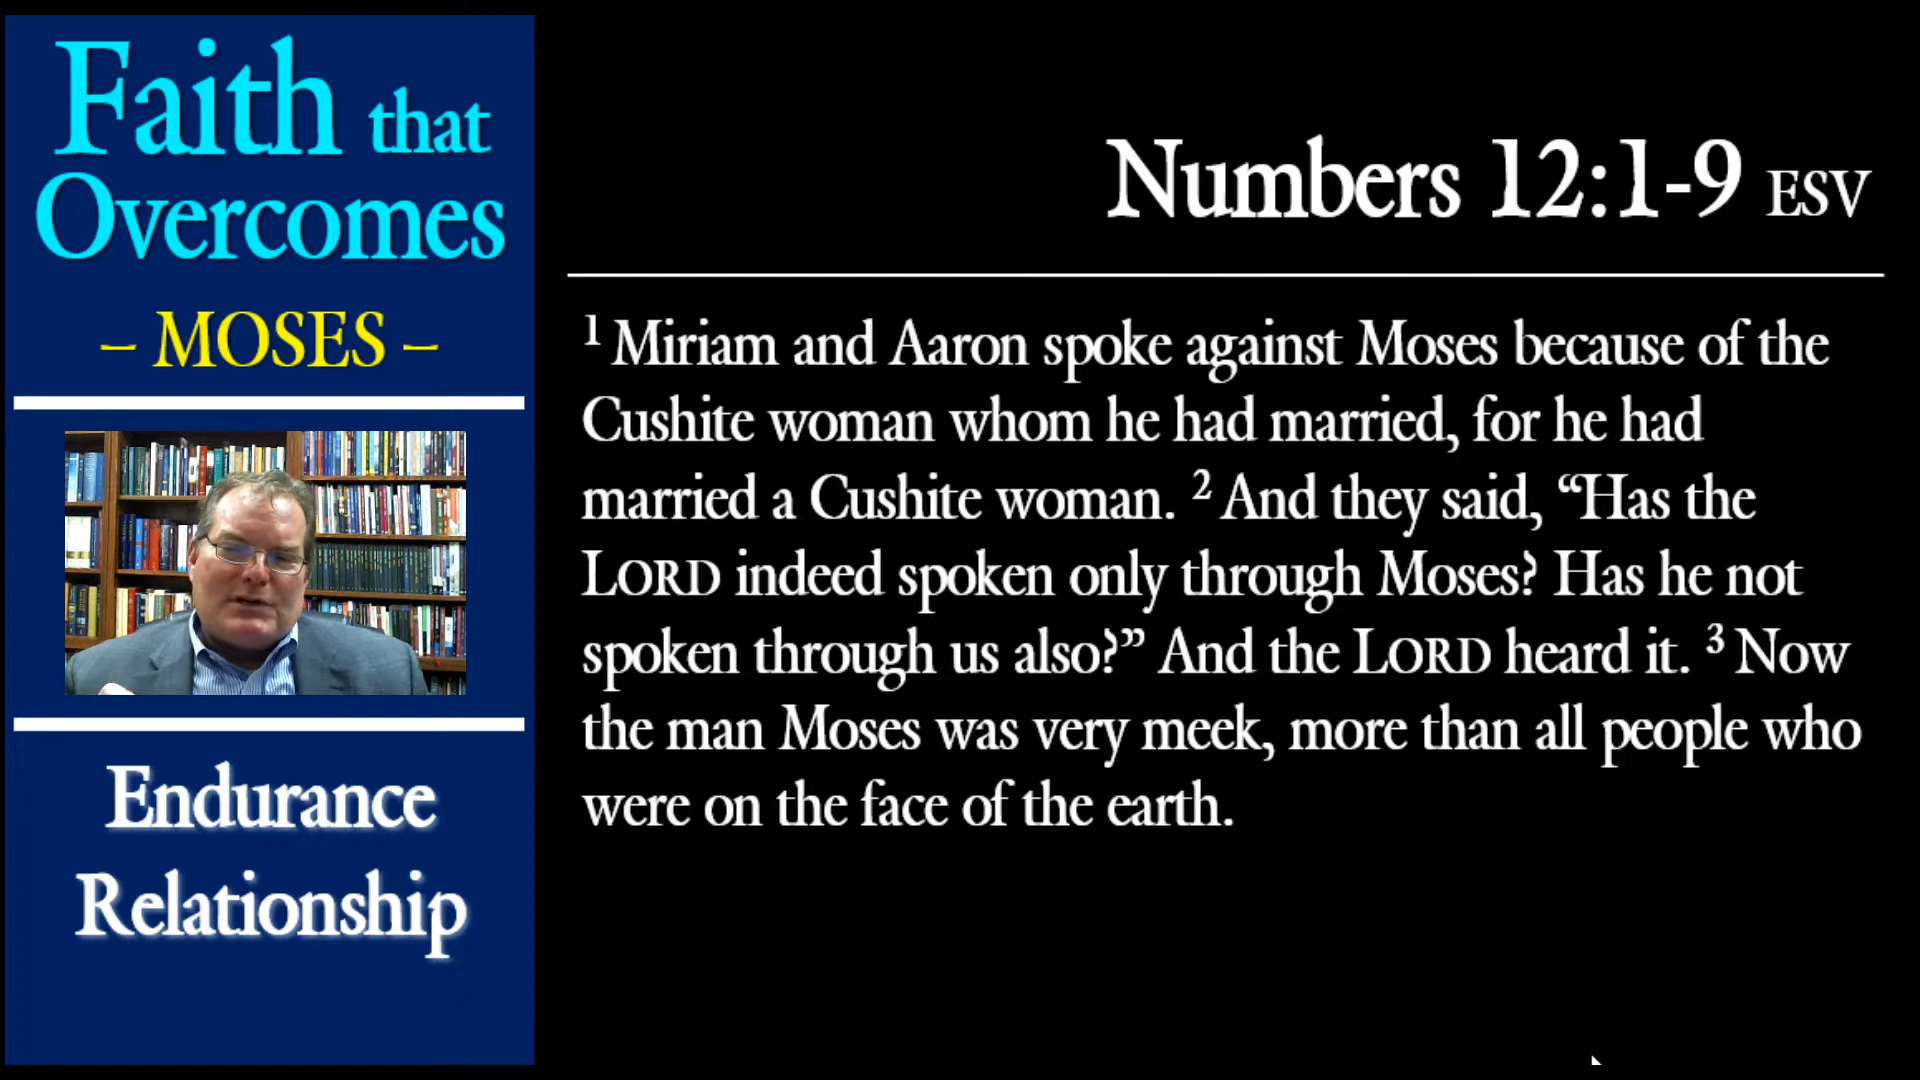 Faith that
Overcomes
– MOSES –
Endurance
Relationship
Numbers 12:1-9 ESV
1 Miriam and Aaron spoke against Moses because of the
Cushite woman whom he had married, for he had
married a Cushite woman. 2 And they said, “Has the
LORD indeed spoken only through Moses? Has he not
spoken through us also?” And the LORD heard it. 3 Now
the man Moses was very meek, more than all people who
were on the face of the earth.